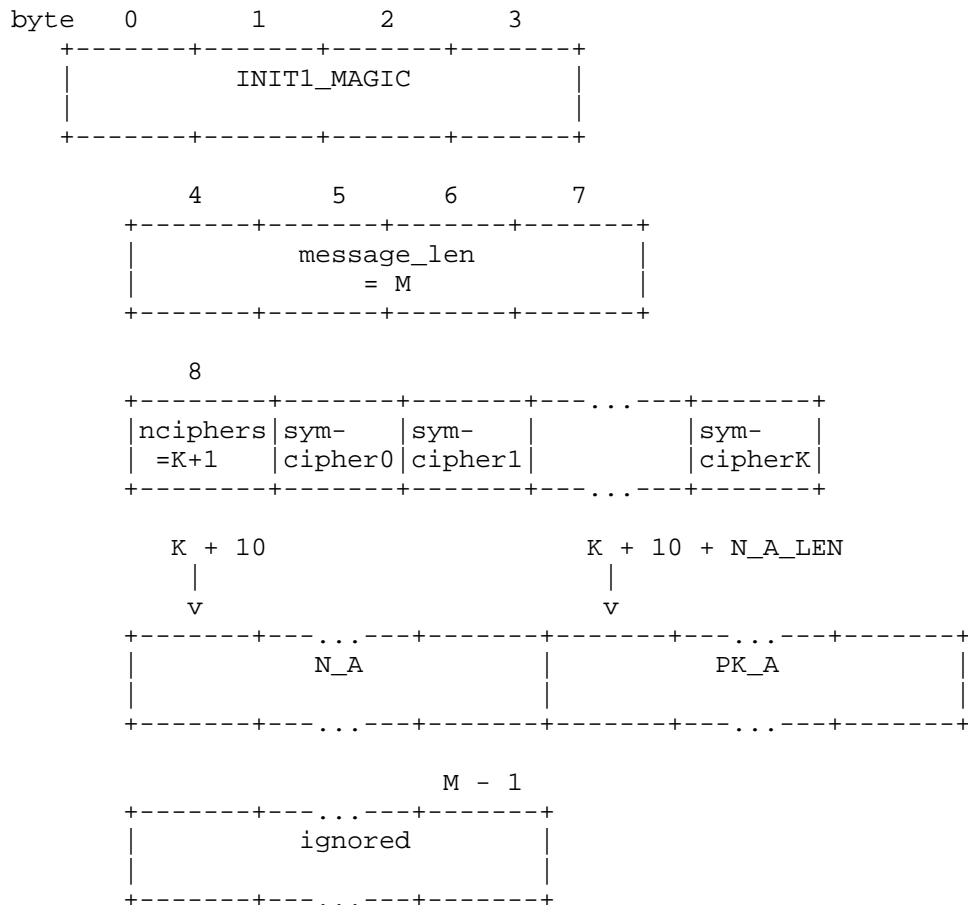 byte 0 1 2 3
+-------+-------+-------+-------+
| INIT1_MAGIC |
| |
+-------+-------+-------+-------+
4 5 6 7
+-------+-------+-------+-------+
| message_len |
| = M |
+-------+-------+-------+-------+
8
+--------+-------+-------+---...---+-------+
|nciphers|sym- |sym- | |sym- |
| =K+1 |cipher0|cipher1| |cipherK|
+--------+-------+-------+---...---+-------+
K + 10 K + 10 + N_A_LEN
| |
v v
+-------+---...---+-------+-------+---...---+-------+
| N_A | PK_A |
| | |
+-------+---...---+-------+-------+---...---+-------+
M - 1
+-------+---...---+-------+
| ignored |
| |
+-------+---...---+-------+